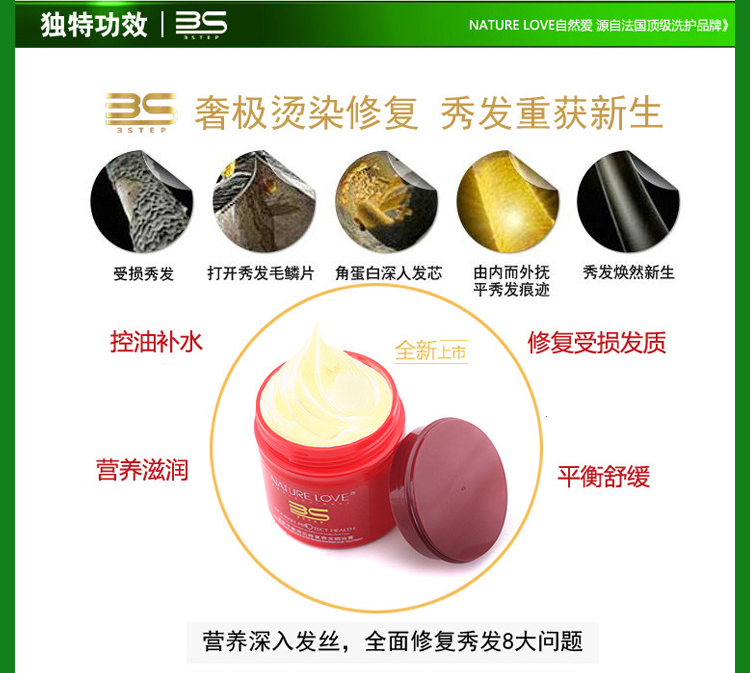 独特功效
3S
3STEP
NATURE LOVE自然爱 源自法国顶级洗护品牌》
3S
3STEP
奢极烫染修复 秀发重获新生
受损秀发
打开秀发毛鳞片
角蛋白深入发芯
由内而外抚
平秀发痕迹
秀发焕然新生
控油补水
全新上市
修复受损发质
营养滋润
平衡舒缓
NATURE LOVE®
3S
3STEP
营养深入发丝，全面修复秀发8大问题